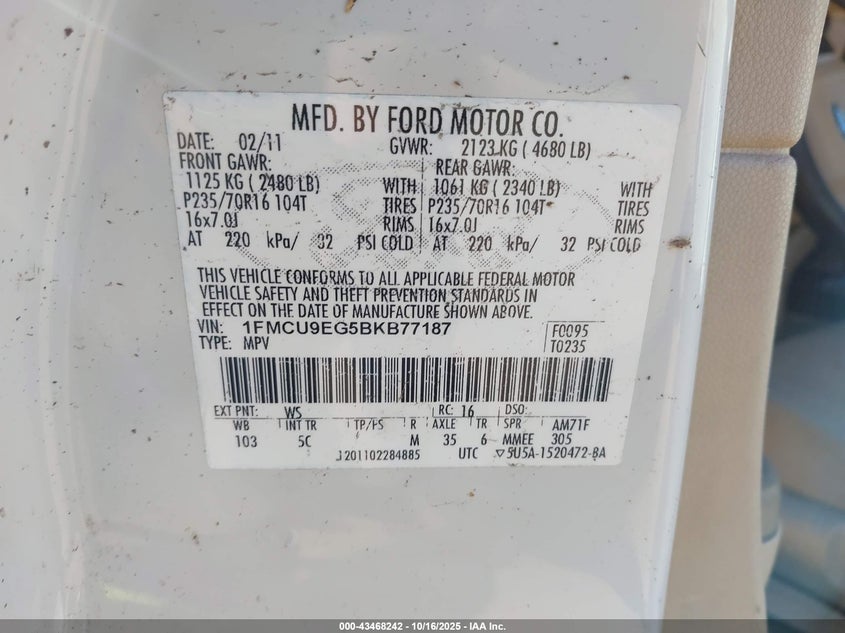 MFD. BY FORD MOTOR CO.
DATE: 02/11 GVWR: 2123 KG ( 4680 LB)
FRONT GAWR: REAR GAWR:
1125 KG ( 2480 LB) WITH 1061 KG ( 2340 LB) WITH
P235/70R16 104T TIRES P235/70R16 104T TIRES
16x7.0J RIMS 16x7.0J RIMS
AT 220 kPa/ 32 PSI COLD AT 220 kPa/ 32 PSI COLD
THIS VEHICLE CONFORMS TO ALL APPLICABLE FEDERAL MOTOR
VEHICLE SAFETY AND THEFT PREVENTION STANDARDS IN
EFFECT ON THE DATE OF MANUFACTURE SHOWN ABOVE.
VIN: 1FMCU9EG5BKB77187 F0095
TYPE: MPV T0235
EXT PNT: WS RC: 16 DSO:
WB INT TR TP/PS R AXLE TR SPR AM71F
103 5C M 35 6 MMEE 305
J201102284885 UTC ▽5U5A-1520472-BA
000-43468242 | 10/16/2025 | IAA Inc.